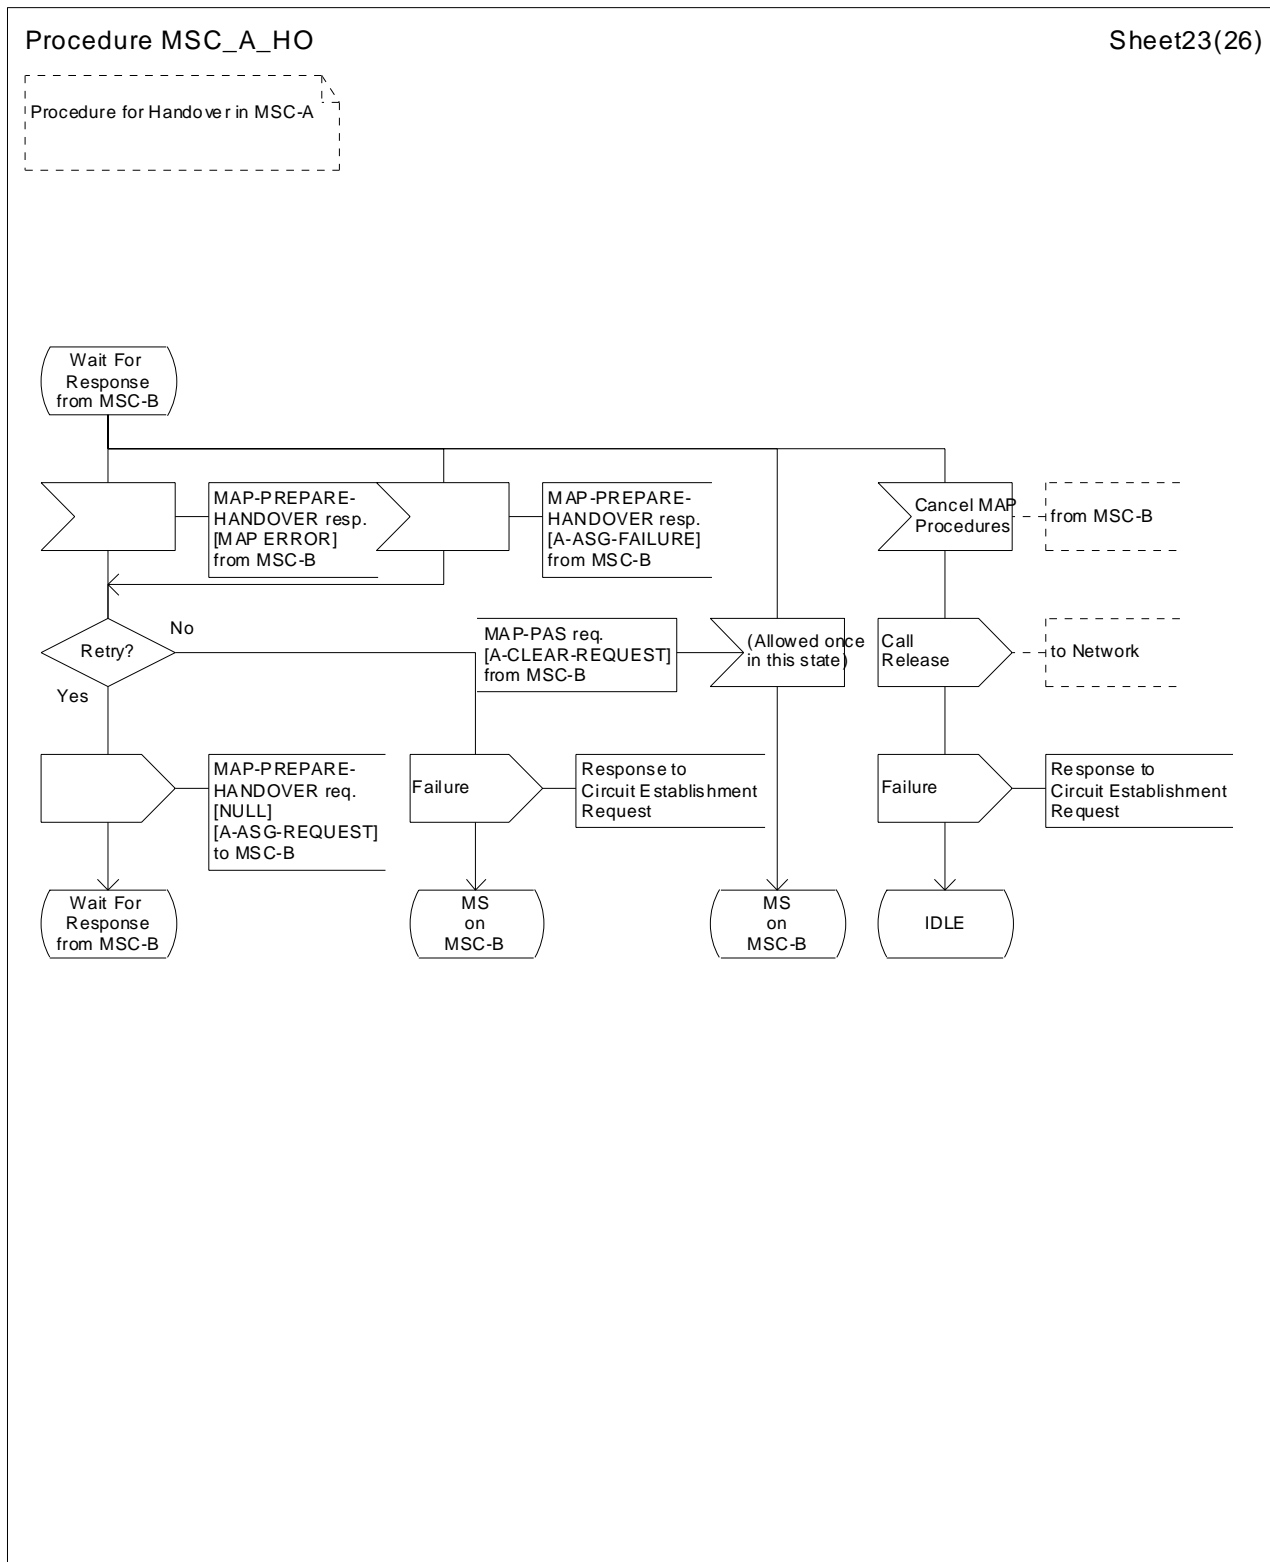 Procedure MSC_A_HO
Sheet23(26)
Procedure for Handover in MSC-A
Wait For
Response
from MSC-B
MAP-PREPARE-
HANDOVER resp.
[MAP ERROR]
from MSC-B
MAP-PREPARE-
HANDOVER resp.
[A-ASG-FAILURE]
from MSC-B
Cancel MAP
Procedures
from MSC-B
Retry?
No
Yes
MAP-PAS req.
[A-CLEAR-REQUEST]
from MSC-B
(Allowed once
in this state)
Call
Release
to Network
MAP-PREPARE-
HANDOVER req.
[NULL]
[A-ASG-REQUEST]
to MSC-B
Failure
Response to
Circuit Establishment
Request
Failure
Response to
Circuit Establishment
Request
Wait For
Response
from MSC-B
MS
on
MSC-B
MS
on
MSC-B
IDLE